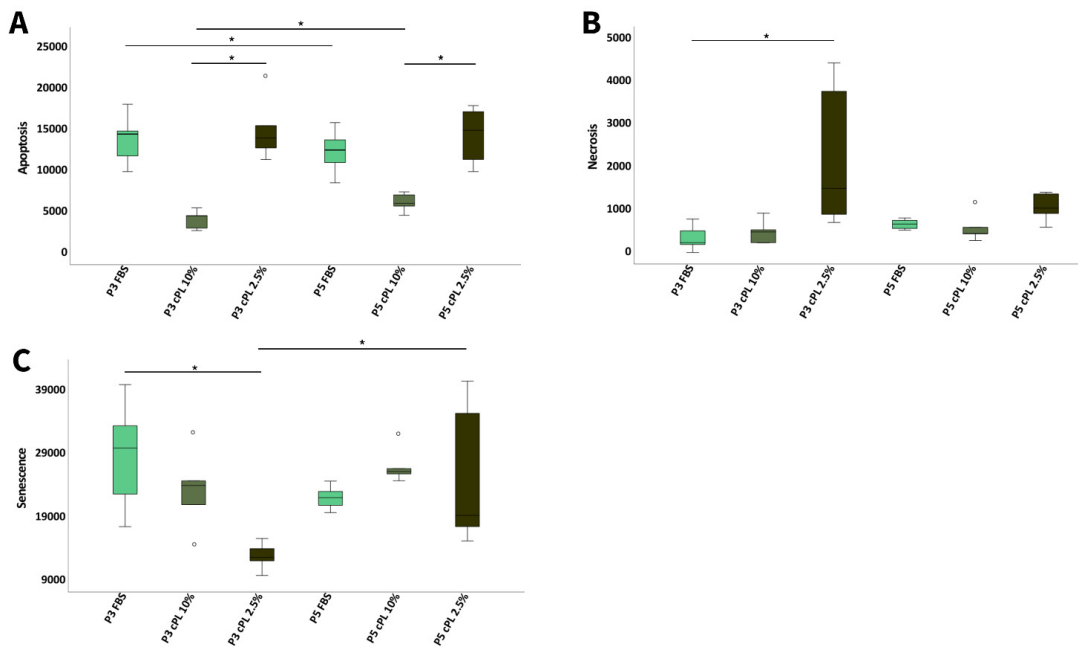 A
*
*
*
*
25000
20000
15000
10000
5000
0
Apoptosis
P3 FBS
P3 cPL 10%
P3 cPL 2.5%
P5 FBS
P5 cPL 10%
P5 cPL 2.5%
B
*
5000
4000
3000
2000
1000
0
Necrosis
P3 FBS
P3 cPL 10%
P3 cPL 2.5%
P5 FBS
P5 cPL 10%
P5 cPL 2.5%
C
*
*
39000
29000
19000
9000
Senescence
P3 FBS
P3 cPL 10%
P3 cPL 2.5%
P5 FBS
P5 cPL 10%
P5 cPL 2.5%